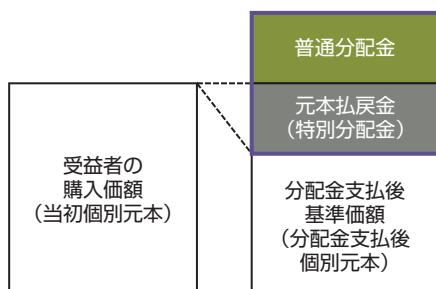 普通分配金
元本払戻金
（特別分配金）
受益者の
購入価額
（当初個別元本）
分配金支払後
基準価額
（分配金支払後
個別元本）